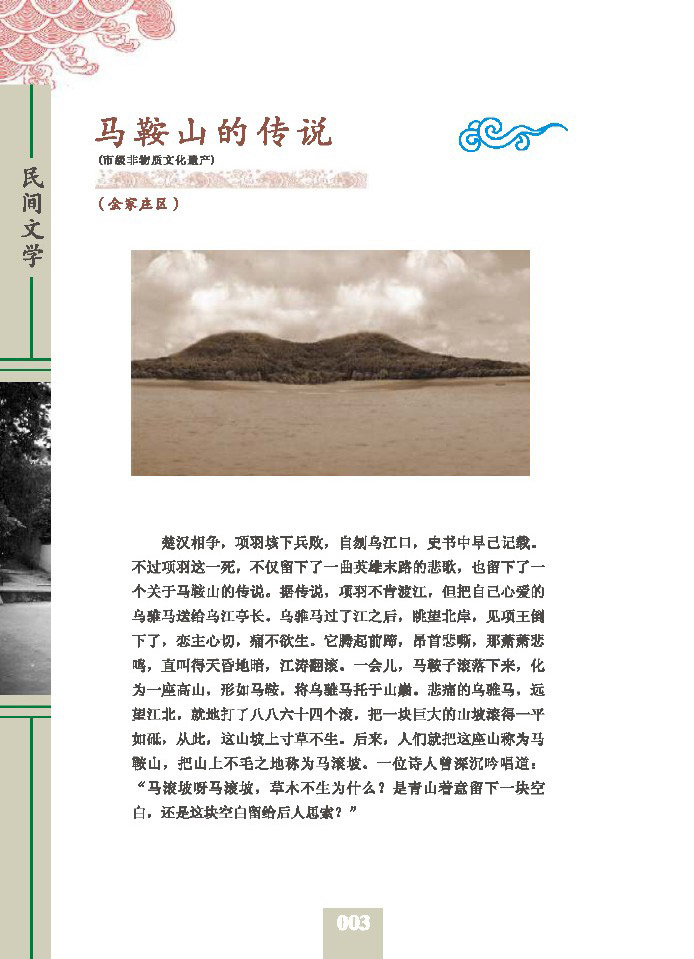 马鞍山的传说
(市级非物质文化遗产)
(金家庄区)
民间文学
楚汉相争，项羽垓下兵败，自刎乌江口，史书中早已记载。
不过项羽这一死，不仅留下了一曲英雄末路的悲歌，也留下了一
个关于马鞍山的传说。据传说，项羽不肯渡江，但把自己心爱的
乌骓马送给乌江亭长。乌骓马过了江之后，眺望北岸，见项王倒
下了，恋主心切，痛不欲生。它腾起前蹄，昂首悲嘶，那萧萧悲
鸣，直叫得天昏地暗，江涛翻滚。一会儿，马鞍子滚落下来，化
为一座高山，形如马鞍，将乌骓马托于山巅。悲痛的乌骓马，远
望江北，就地打了八八六十四个滚，把一块巨大的山坡滚得一平
如砥，从此，这山坡上寸草不生。后来，人们就把这座山称为马
鞍山，把山上不毛之地称为马滚坡。一位诗人曾深沉吟唱道：
“马滚坡呀马滚坡，草木不生为什么？是青山着意留下一块空
白，还是这块空白留给后人思索？”
003